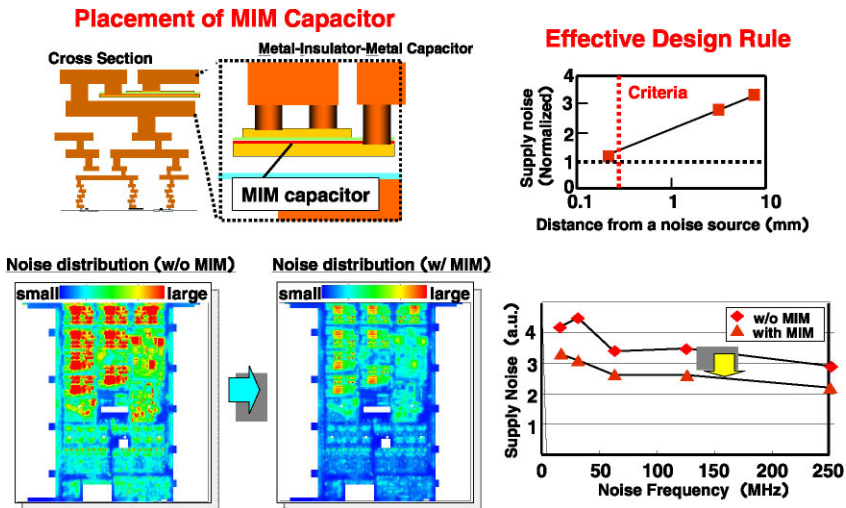 Placement of MIM Capacitor
Cross Section
Metal-Insulator-Metal Capacitor
MIM capacitor
Effective Design Rule
Supply noise
(Normalized)
4
3
2
1
0
Criteria
0.1
1
10
Distance from a noise source (mm)
Noise distribution (w/o MIM)
small
large
Noise distribution (w/ MIM)
small
large
Supply Noise (a.u.)
4
3
2
1
w/o MIM
with MIM
0
50
100
150
200
250
Noise Frequency (MHz)